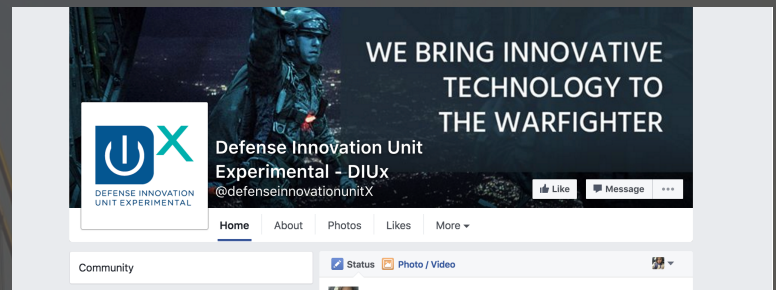 WE BRING INNOVATIVE
TECHNOLOGY TO
THE WARFIGHTER
X
DEFENSE INNOVATION
UNIT EXPERIMENTAL
Defense Innovation Unit
Experimental - DIUx
@defenseinnovationunitX
Like
Message
Home
About
Photos
Likes
More
Community
Status
Photo / Video